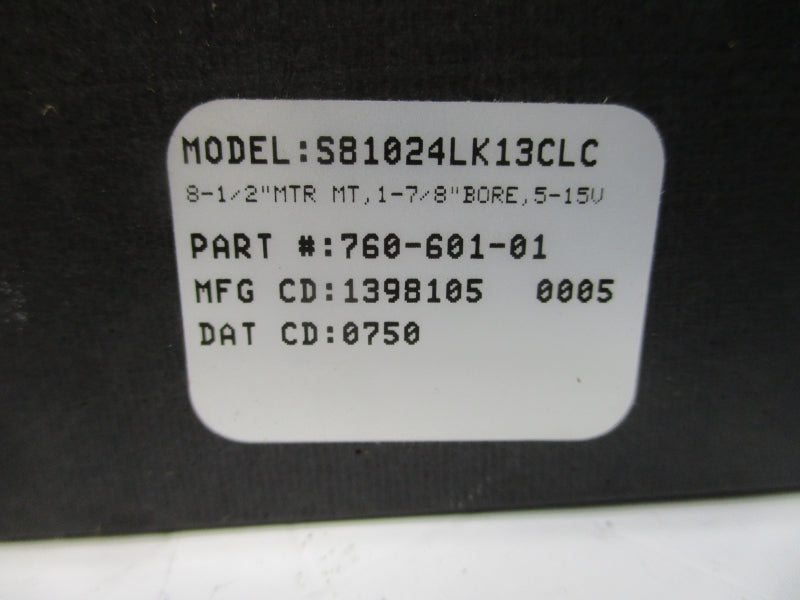 MODEL:S81024LK13CLC
8-1/2"MTR MT,1-7/8"BORE,5-15V
PART #:760-601-01
MFG CD:1398105 0005
DAT CD:0750